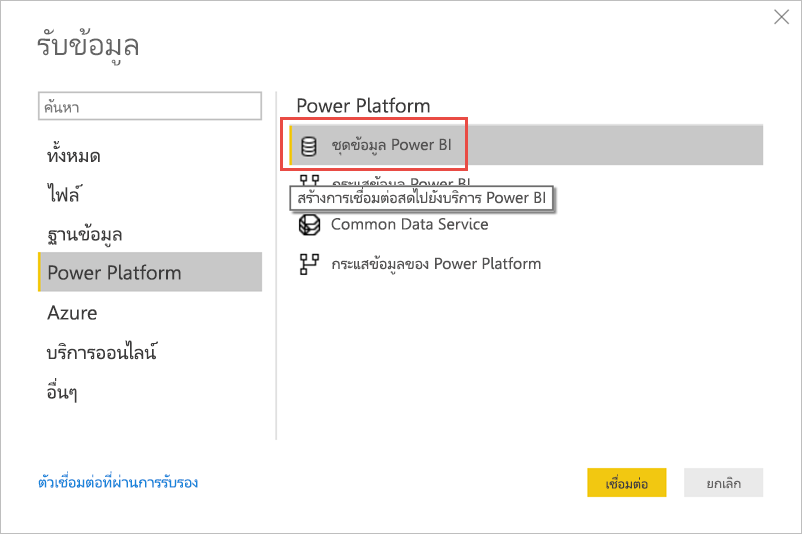 รับข้อมูล
ค้นหา
ทั้งหมด
ไฟล์
ฐานข้อมูล
Power Platform
Azure
บริการออนไลน์
อื่นๆ
Power Platform
ชุดข้อมูล Power BI
กระแสข้อมูล Power BI
สร้างการเชื่อมต่อสดไปยังบริการ Power BI
Common Data Service
กระแสข้อมูลของ Power Platform
ตัวเชื่อมต่อที่ผ่านการรับรอง
เชื่อมต่อ
ยกเลิก